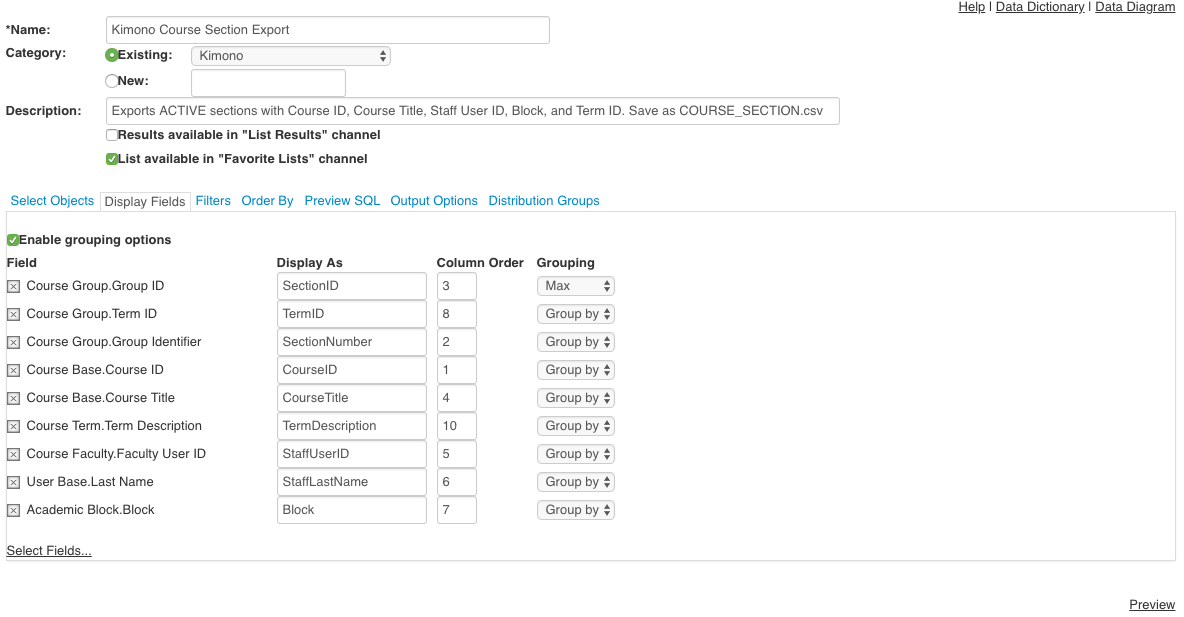 Help | Data Dictionary | Data Diagram
*Name: Kimono Course Section Export
Category: Existing: Kimono
New:
Description: Exports ACTIVE sections with Course ID, Course Title, Staff User ID, Block, and Term ID. Save as COURSE_SECTION.csv
Results available in "List Results" channel
List available in "Favorite Lists" channel
Select Objects Display Fields Filters Order By Preview SQL Output Options Distribution Groups
Enable grouping options
Field Display As Column Order Grouping
Course Group.Group ID SectionID 3 Max
Course Group.Term ID TermID 8 Group by
Course Group.Group Identifier SectionNumber 2 Group by
Course Base.Course ID CourseID 1 Group by
Course Base.Course Title CourseTitle 4 Group by
Course Term.Term Description TermDescription 10 Group by
Course Faculty.Faculty User ID StaffUserID 5 Group by
User Base.Last Name StaffLastName 6 Group by
Academic Block.Block Block 7 Group by
Select Fields...
Preview